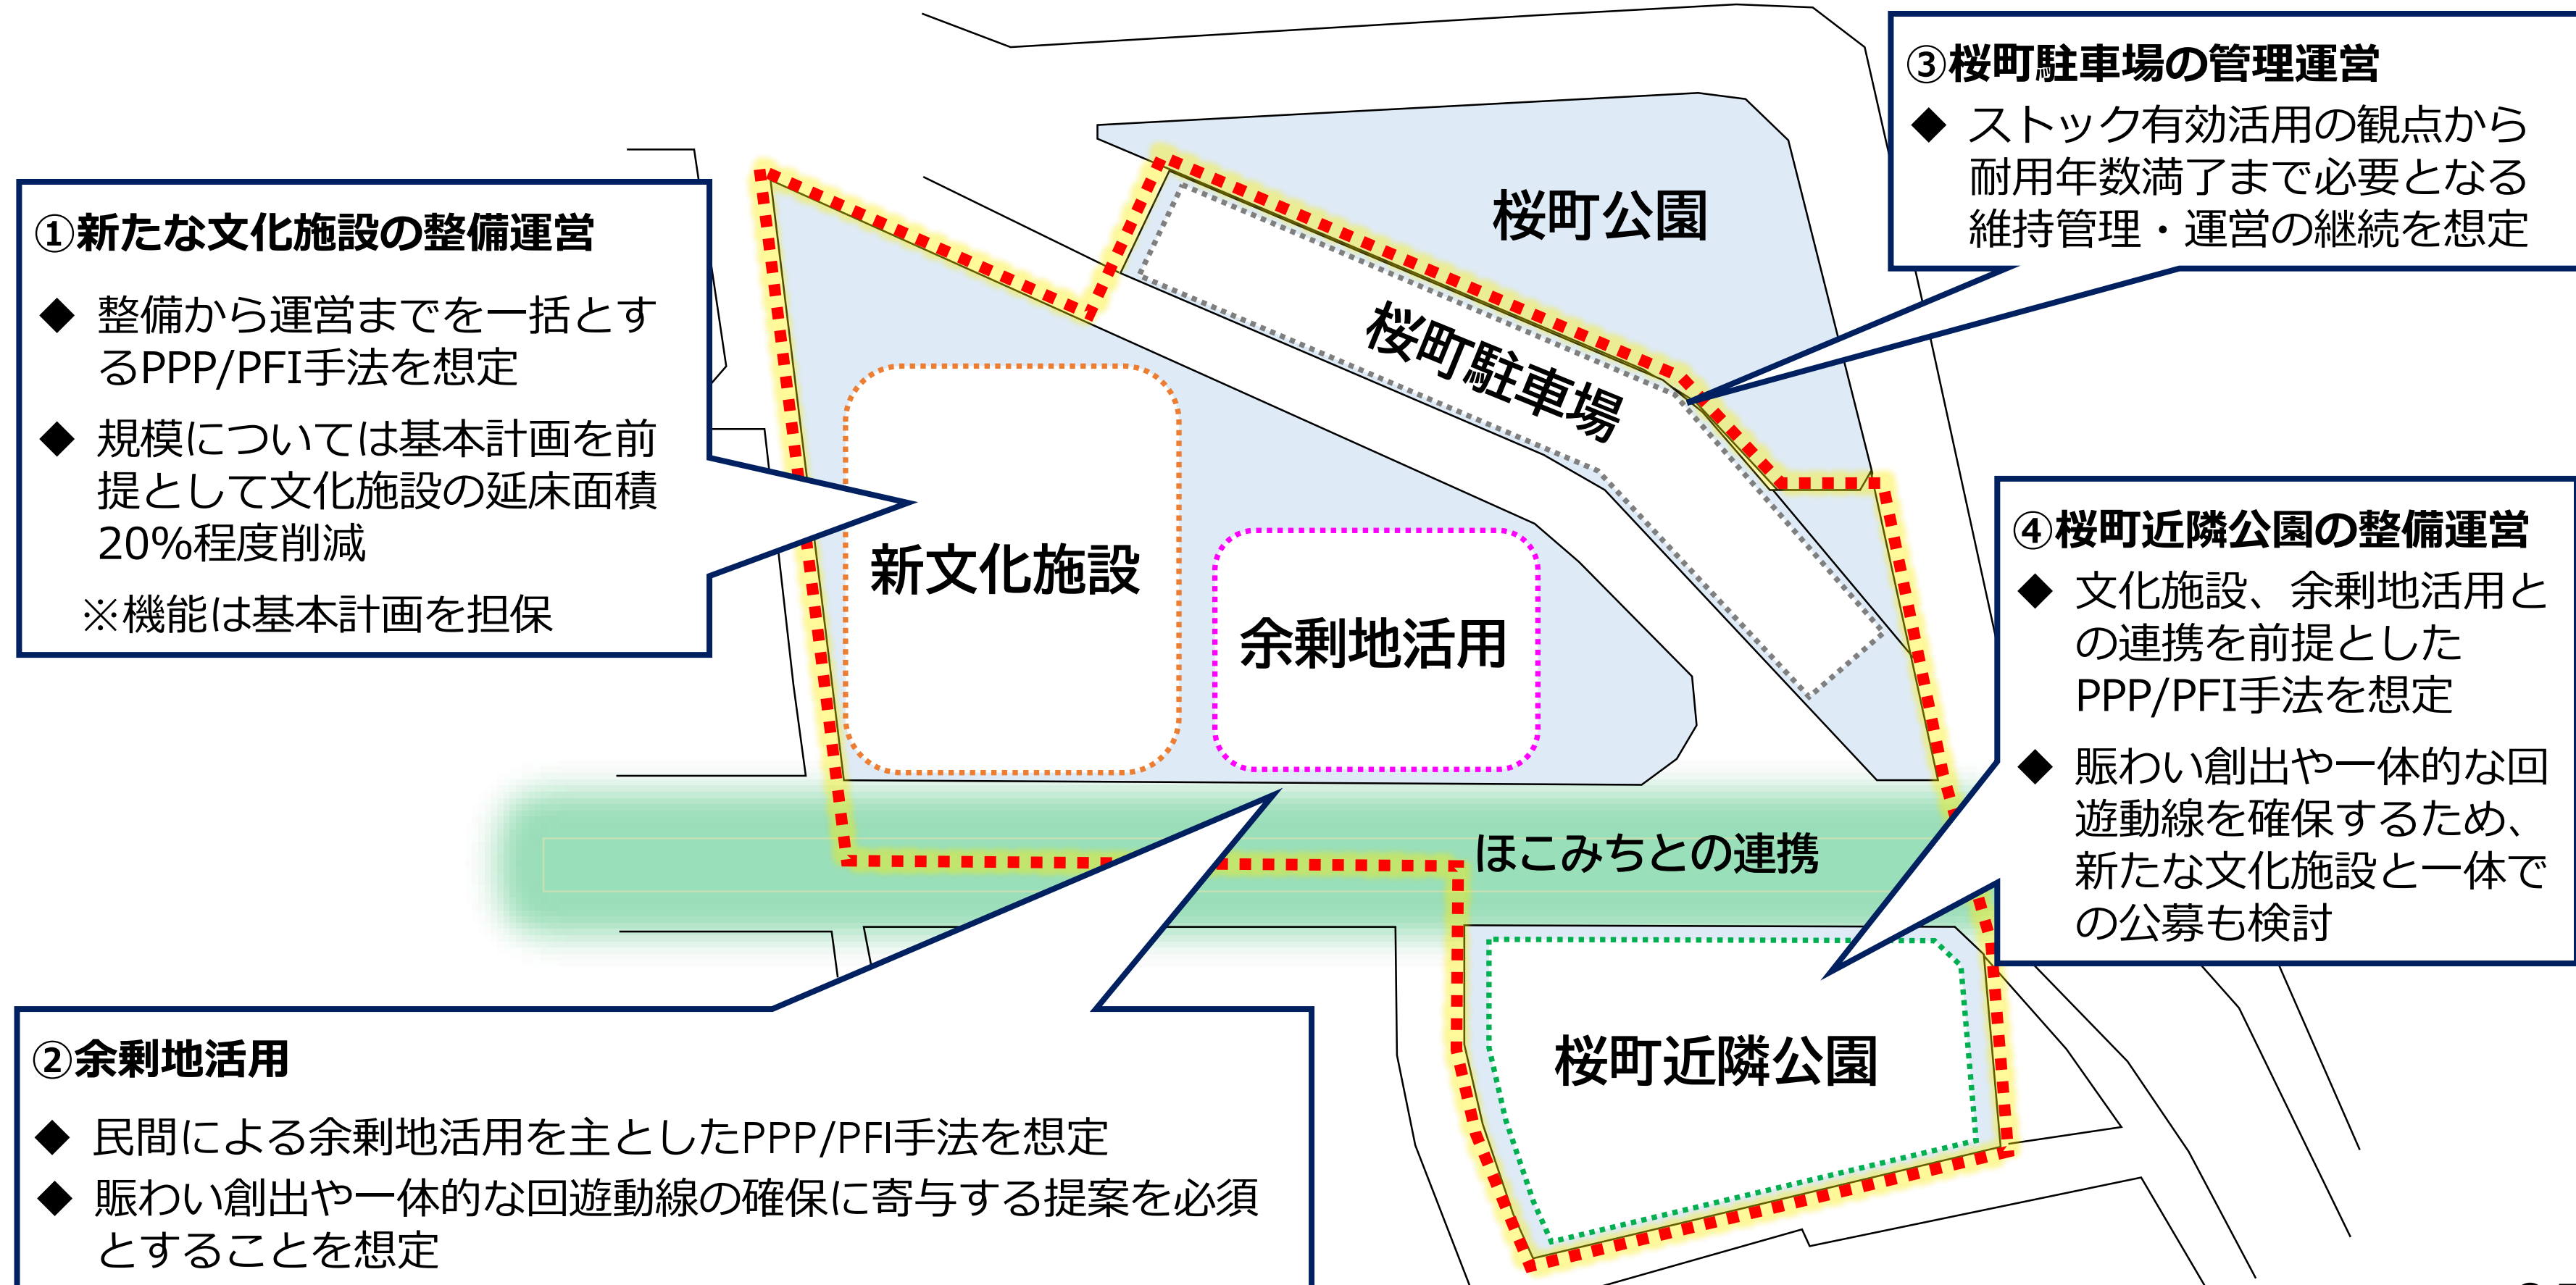 ①新たな文化施設の整備運営
◆ 整備から運営までを一括とす
るPPP/PFI手法を想定
◆ 規模については基本計画を前
提として文化施設の延床面積
20%程度削減
※機能は基本計画を担保
③桜町駐車場の管理運営
◆ ストック有効活用の観点から
耐用年数満了まで必要となる
維持管理・運営の継続を想定
桜町公園
桜町駐車場
新文化施設
余剰地活用
④桜町近隣公園の整備運営
◆ 文化施設、余剰地活用と
の連携を前提とした
PPP/PFI手法を想定
◆ 賑わい創出や一体的な回
遊動線を確保するため、
新たな文化施設と一体で
の公募も検討
ほこみちとの連携
桜町近隣公園
②余剰地活用
◆ 民間による余剰地活用を主としたPPP/PFI手法を想定
◆ 賑わい創出や一体的な回遊動線の確保に寄与する提案を必須
とすることを想定